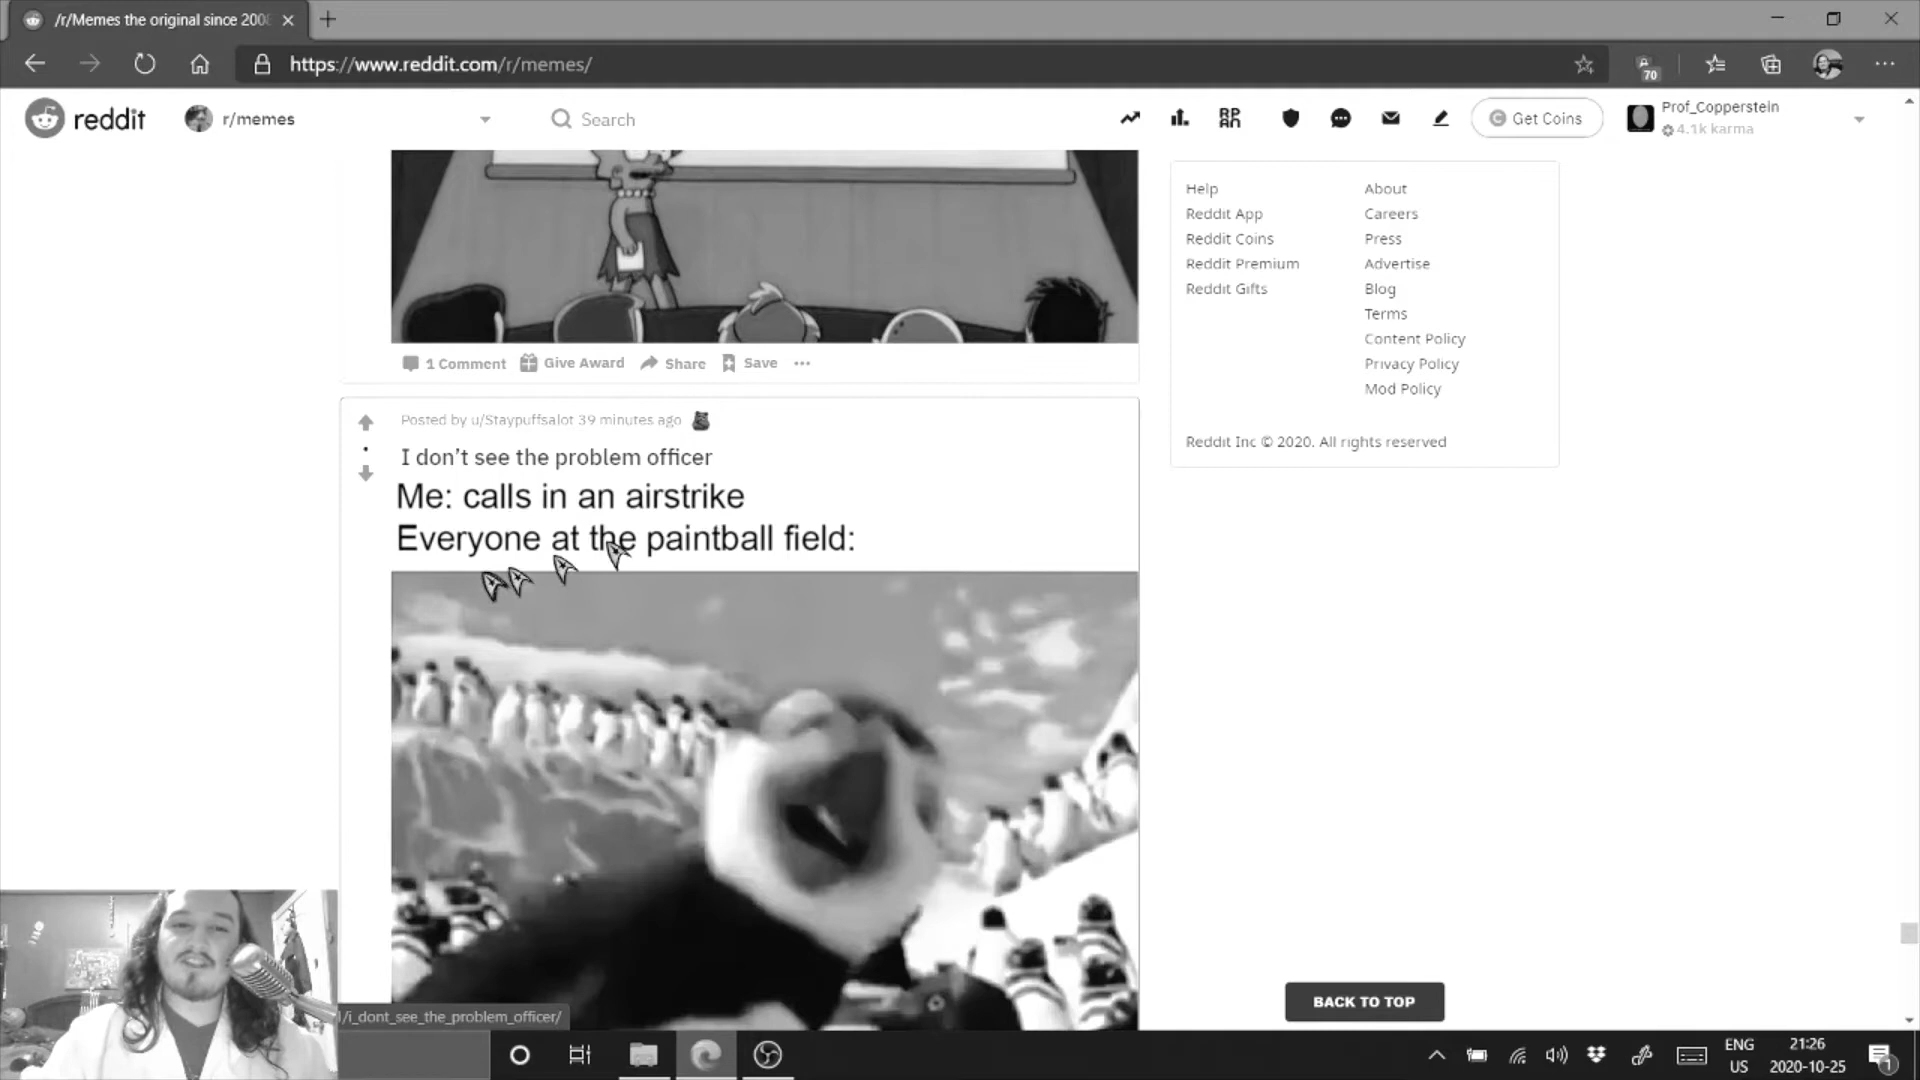 /r/Memes the original since 2008
https://www.reddit.com/r/memes/
70
reddit
r/memes
Search
Get Coins
Prof_Copperstein
4.1k karma
Help
Reddit App
Reddit Coins
Reddit Premium
Reddit Gifts
About
Careers
Press
Advertise
Blog
Terms
Content Policy
Privacy Policy
Mod Policy
Reddit Inc © 2020. All rights reserved
1 Comment
Give Award
Share
Save
Posted by u/Staypuffsalot 39 minutes ago
I don’t see the problem officer
Me: calls in an airstrike
Everyone at the paintball field:
BACK TO TOP
/i_dont_see_the_problem_officer/
ENG
US
21:26
2020-10-25
1